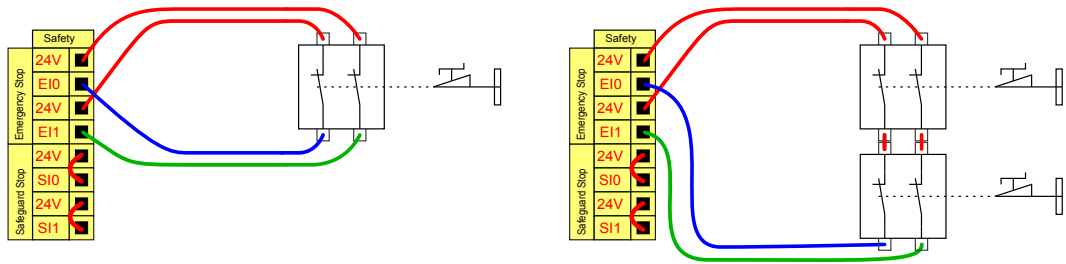 Safety
Emergency Stop
24V
EI0
24V
EI1
Safeguard Stop
24V
SI0
24V
SI1
Safety
Emergency Stop
24V
EI0
24V
EI1
Safeguard Stop
24V
SI0
24V
SI1